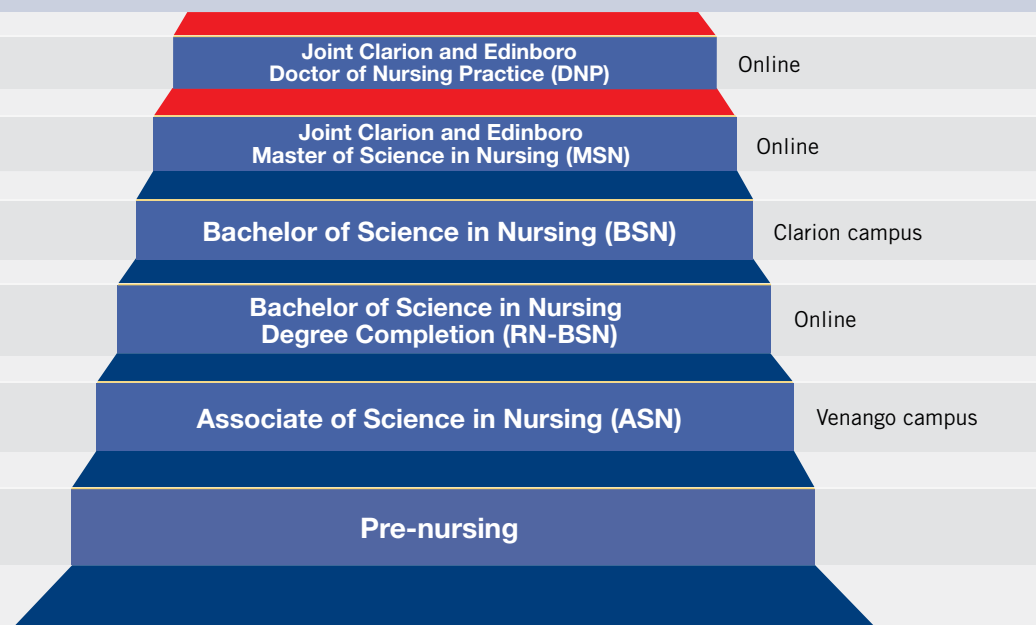 Joint Clarion and Edinboro
Doctor of Nursing Practice (DNP)
Online
Joint Clarion and Edinboro
Master of Science in Nursing (MSN)
Online
Bachelor of Science in Nursing (BSN)
Clarion campus
Bachelor of Science in Nursing
Degree Completion (RN-BSN)
Online
Associate of Science in Nursing (ASN)
Venango campus
Pre-nursing